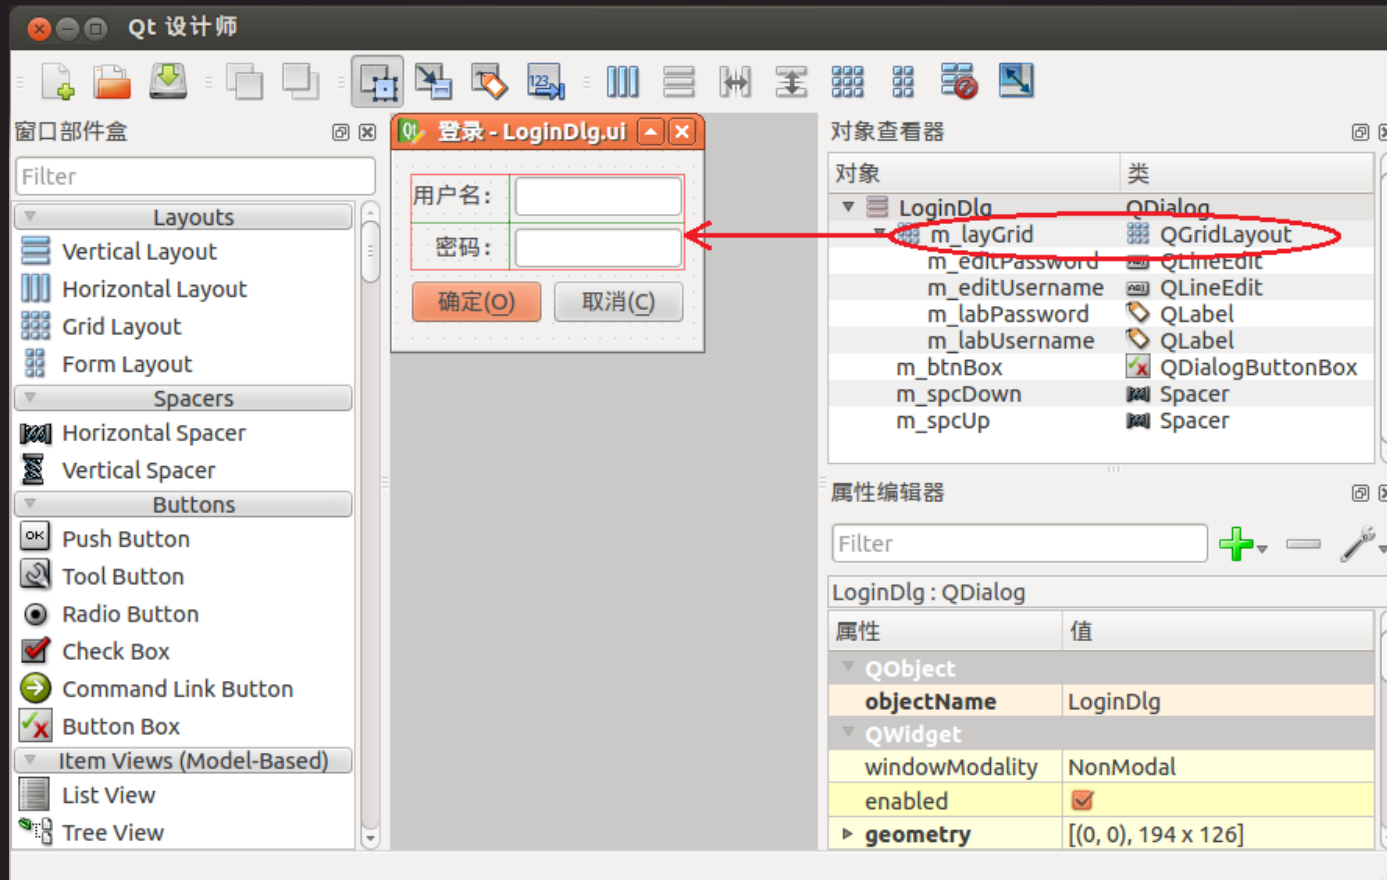 Qt 设计师
窗口部件盒
Filter
Layouts
Vertical Layout
Horizontal Layout
Grid Layout
Form Layout
Spacers
Horizontal Spacer
Vertical Spacer
Buttons
OK Push Button
Tool Button
Radio Button
Check Box
Command Link Button
Button Box
Item Views (Model-Based)
List View
Tree View
登录 - LoginDlg.ui
用户名:
密码:
确定(O) 取消(C)
对象查看器
对象 类
LoginDlg QDialog
m_layGrid QGridLayout
m_editPassword QLineEdit
m_editUsername QLineEdit
m_labPassword QLabel
m_labUsername QLabel
m_btnBox QDialogButtonBox
m_spcDown Spacer
m_spcUp Spacer
属性编辑器
Filter
LoginDlg : QDialog
属性 值
QObject
objectName LoginDlg
QWidget
windowModality NonModal
enabled
geometry [(0, 0), 194 x 126]